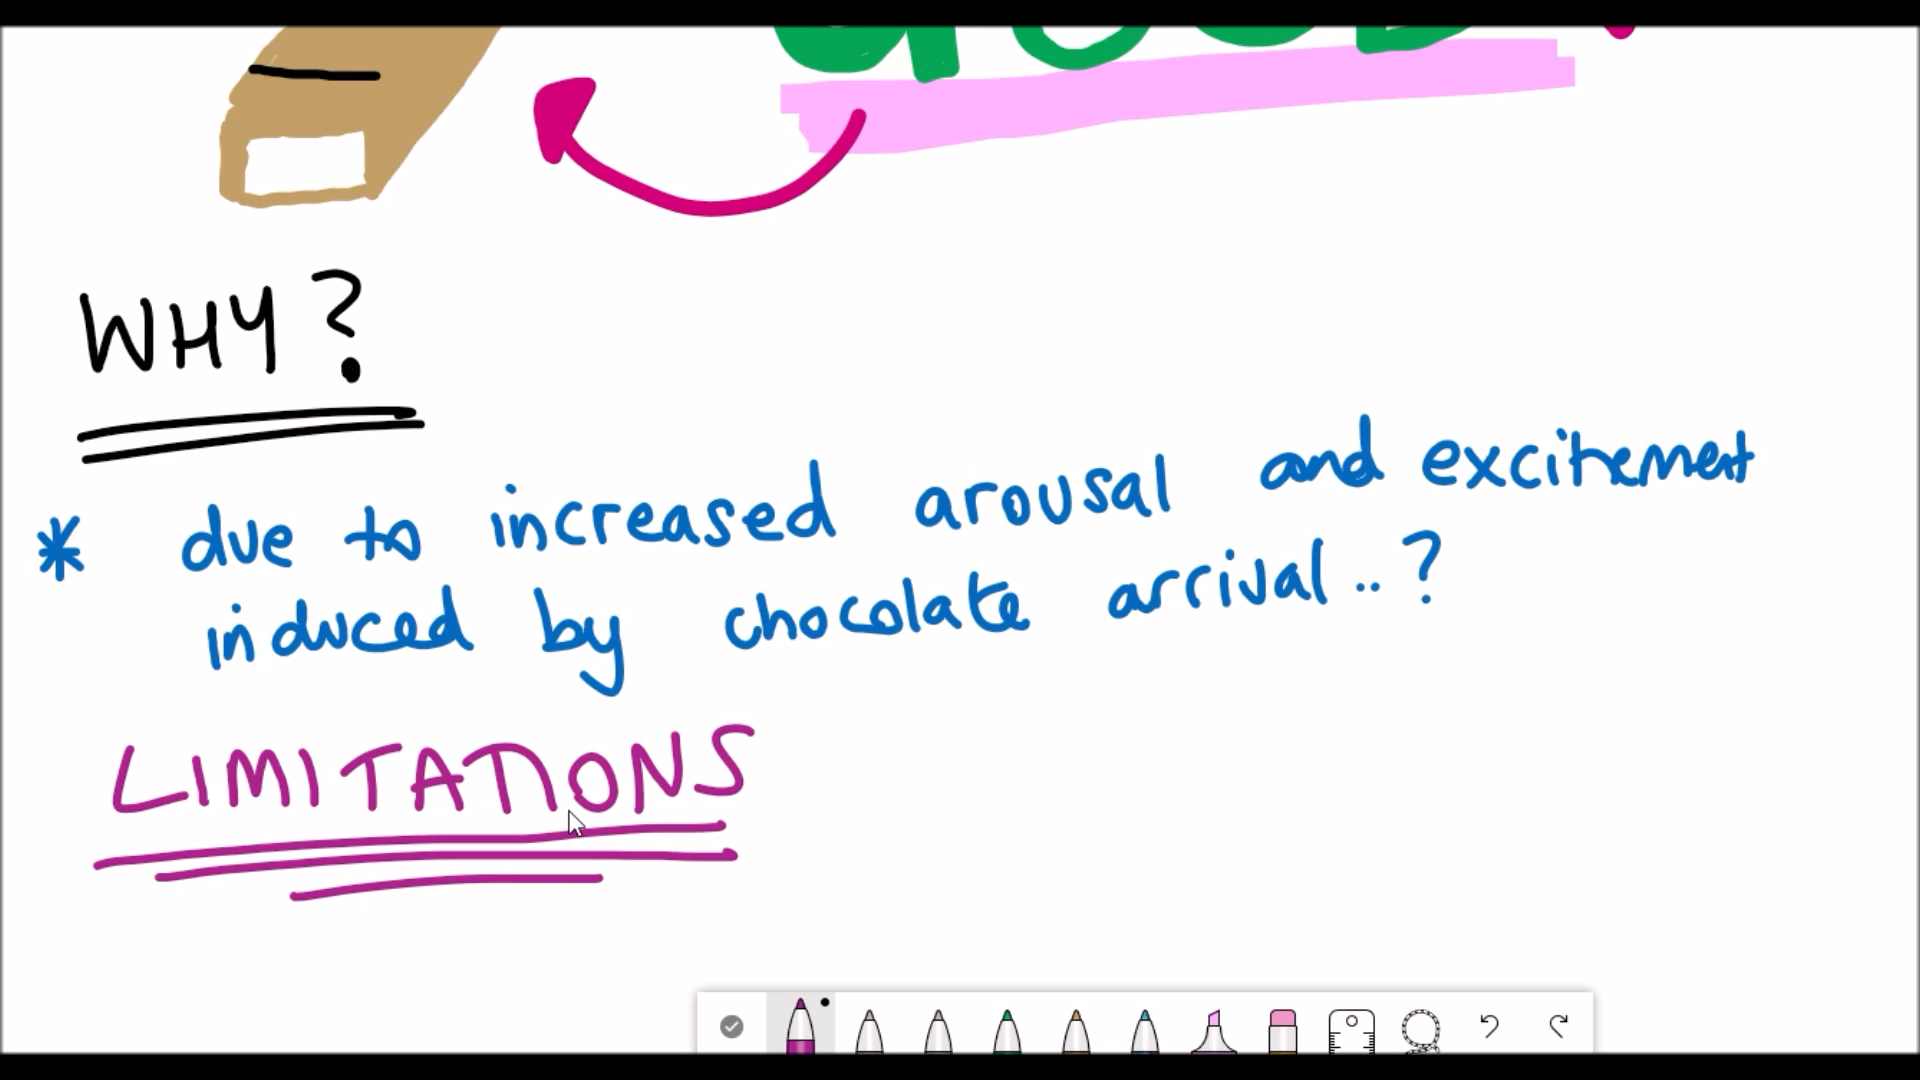 WHY?
* due to increased arousal and excitement
induced by chocolate arrival..?
LIMITATIONS